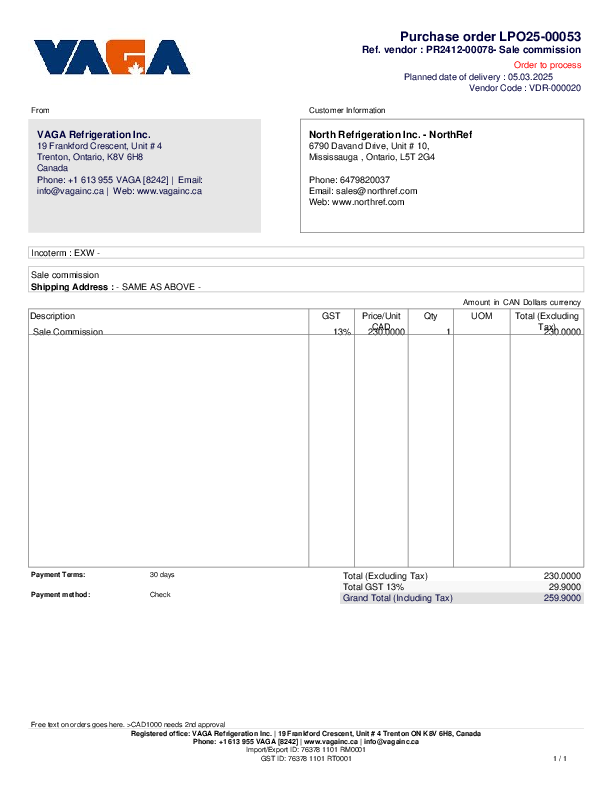 VAGA
Purchase order LPO25-00053
Ref. vendor : PR2412-00078- Sale commission
Order to process
Planned date of delivery : 05.03.2025
Vendor Code : VDR-000020
From
Customer Information
VAGA Refrigeration Inc.
19 Frankford Crescent, Unit # 4
Trenton, Ontario, K8V 6H8
Canada
Phone: +1 613 955 VAGA [8242] | Email:
info@vagainc.ca | Web: www.vagainc.ca
North Refrigeration Inc. - NorthRef
6790 Davand Drive, Unit # 10,
Mississauga , Ontario, L5T 2G4
Phone: 6479820037
Email: sales@northref.com
Web: www.northref.com
Incoterm : EXW -
Sale commission
Shipping Address : - SAME AS ABOVE -
Amount in CAN Dollars currency
Description GST Price/Unit CAD Qty UOM Total (Excluding Tax)
Sale Commission 13% 230.0000 1 230.0000
Payment Terms: 30 days
Payment method: Check
Total (Excluding Tax) 230.0000
Total GST 13% 29.9000
Grand Total (Including Tax) 259.9000
Free text on orders goes here. >CAD1000 needs 2nd approval
Registered office: VAGA Refrigeration Inc. | 19 Frankford Crescent, Unit # 4 Trenton ON K8V 6H8, Canada
Phone: +1 613 955 VAGA [8242] | www.vagainc.ca | info@vagainc.ca
Import/Export ID: 76378 1101 RM0001
GST ID: 76378 1101 RT0001
1 / 1